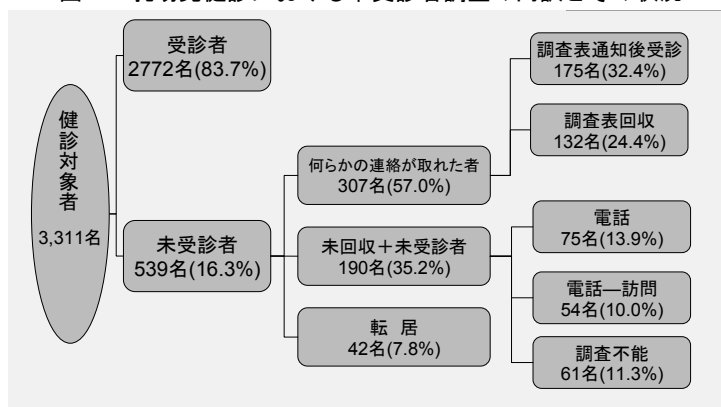 健診対象者
3,311名
受診者
2772名(83.7%)
未受診者
539名(16.3%)
何らかの連絡が取れた者
307名(57.0%)
未回収＋未受診者
190名(35.2%)
転 居
42名(7.8%)
調査表通知後受診
175名(32.4%)
調査表回収
132名(24.4%)
電話
75名(13.9%)
電話―訪問
54名(10.0%)
調査不能
61名(11.3%)